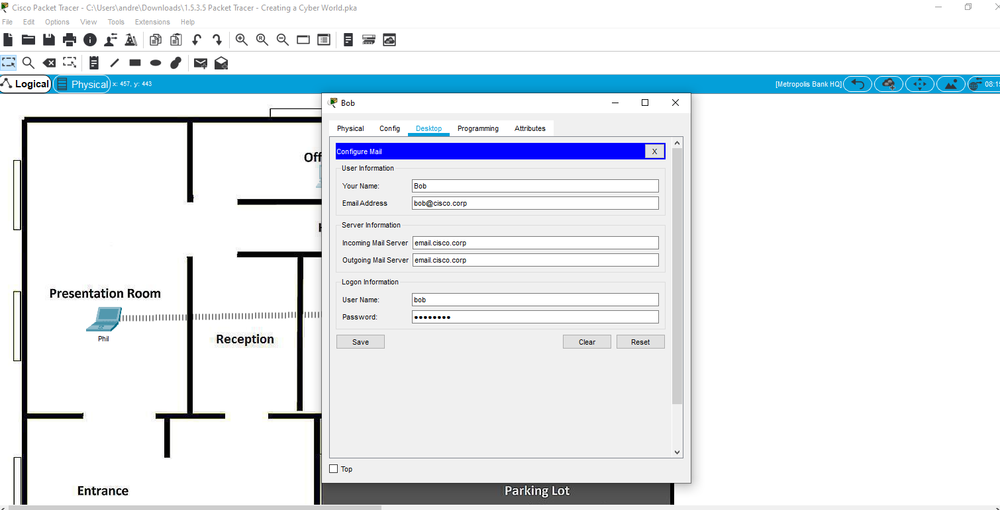 Cisco Packet Tracer - C:\Users\andre\Downloads\1.5.3.5 Packet Tracer - Creating a Cyber World.pka
File Edit Options View Tools Extensions Help
Logical Physical x: 457, y: 443 [Metropolis Bank HQ]
Bob
Physical Config Desktop Programming Attributes
Configure Mail X
User Information
Your Name: Bob
Email Address bob@cisco.corp
Server Information
Incoming Mail Server email.cisco.corp
Outgoing Mail Server email.cisco.corp
Logon Information
User Name: bob
Password: ●●●●●●●●
Save Clear Reset
Top
Presentation Room
Phil
Reception
Entrance
Parking Lot